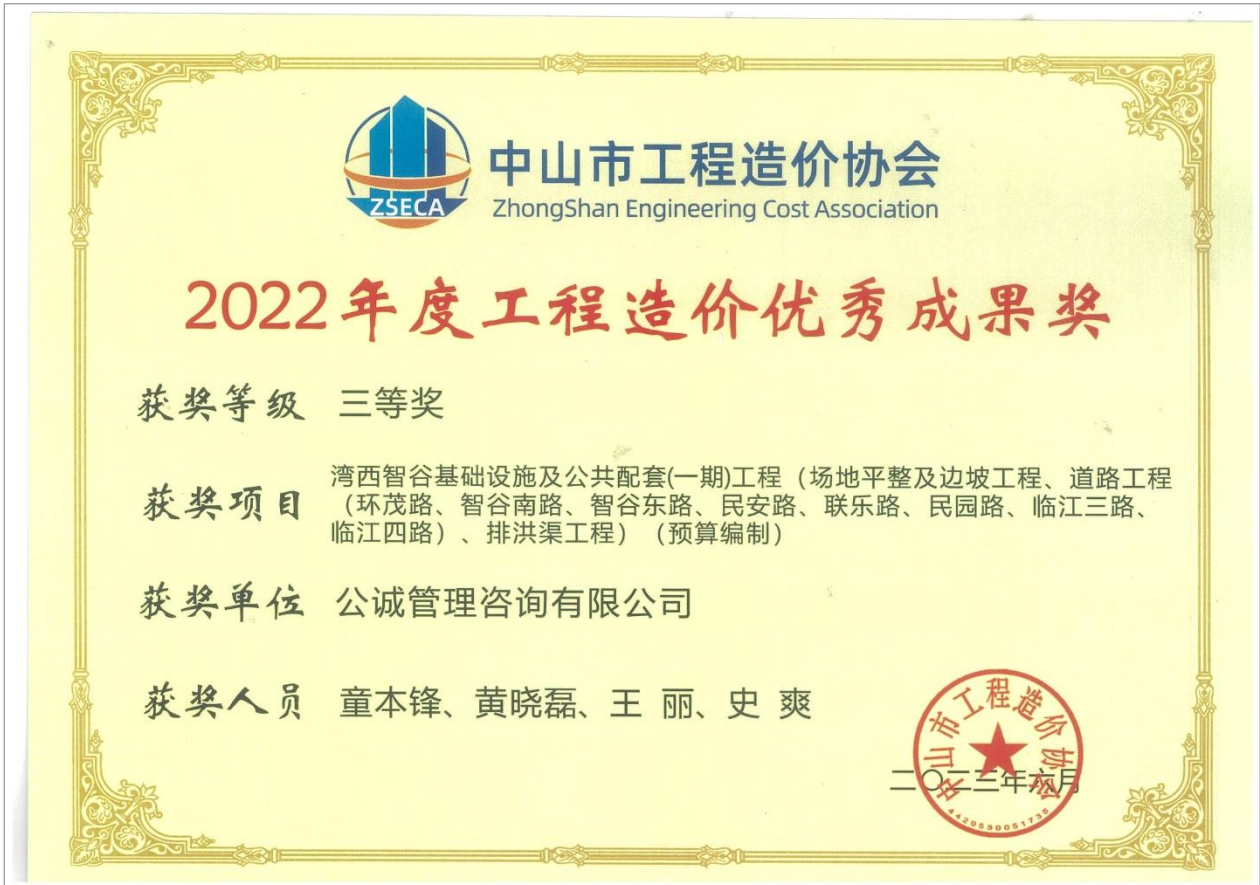 ZSECA
中山市工程造价协会
ZhongShan Engineering Cost Association
2022年度工程造价优秀成果奖
获奖等级 三等奖
获奖项目 湾西智谷基础设施及公共配套(一期)工程（场地平整及边坡工程、道路工程
（环茂路、智谷南路、智谷东路、民安路、联乐路、民园路、临江三路、
临江四路）、排洪渠工程）（预算编制）
获奖单位 公诚管理咨询有限公司
获奖人员 童本锋、黄晓磊、王 丽、史 爽
中山市工程造价协会
二〇二三年六月
4420530051735